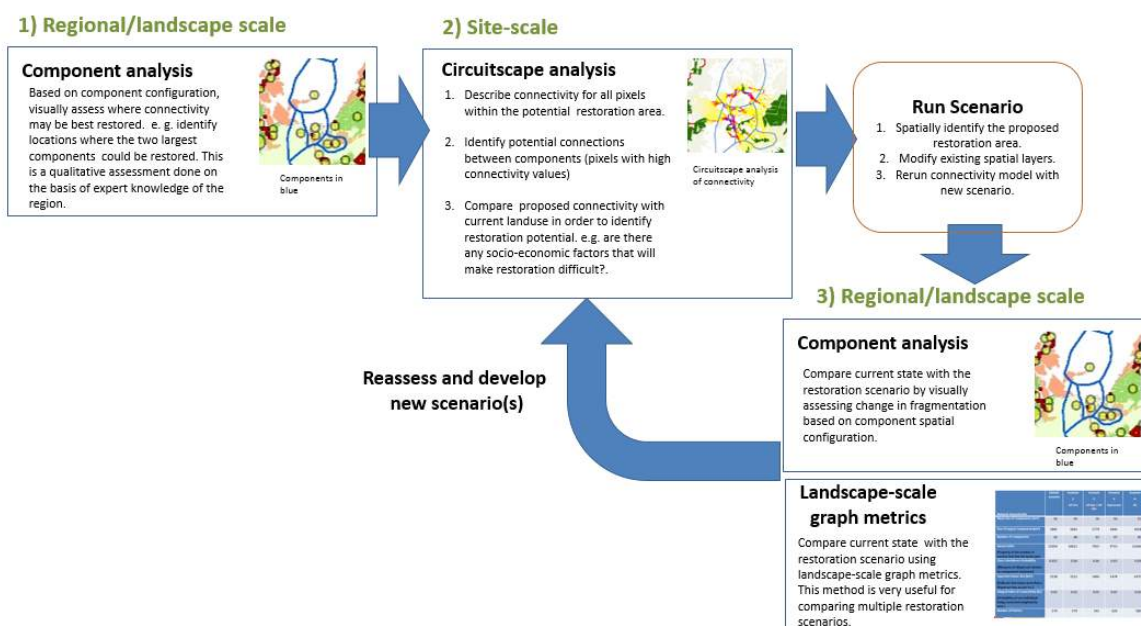 1) Regional/landscape scale
Component analysis
Based on component configuration,
visually assess where connectivity
may be best restored. e. g. identify
locations where the two largest
components could be restored. This
is a qualitative assessment done on
the basis of expert knowledge of the
region.
Components in
blue
2) Site-scale
Circuitscape analysis
1. Describe connectivity for all pixels
within the potential restoration area.
2. Identify potential connections
between components (pixels with high
connectivity values)
3. Compare proposed connectivity with
current landuse in order to identify
restoration potential. e.g. are there
any socio-economic factors that will
make restoration difficult?.
Circuitscape analysis
of connectivity
Run Scenario
1. Spatially identify the proposed
restoration area.
2. Modify existing spatial layers.
3. Rerun connectivity model with
new scenario.
3) Regional/landscape scale
Component analysis
Compare current state with the
restoration scenario by visually
assessing change in fragmentation
based on component spatial
configuration.
Components in
blue
Reassess and develop
new scenario(s)
Landscape-scale
graph metrics
Compare current state with the
restoration scenario using
landscape-scale graph metrics.
This method is very useful for
comparing multiple restoration
scenarios.